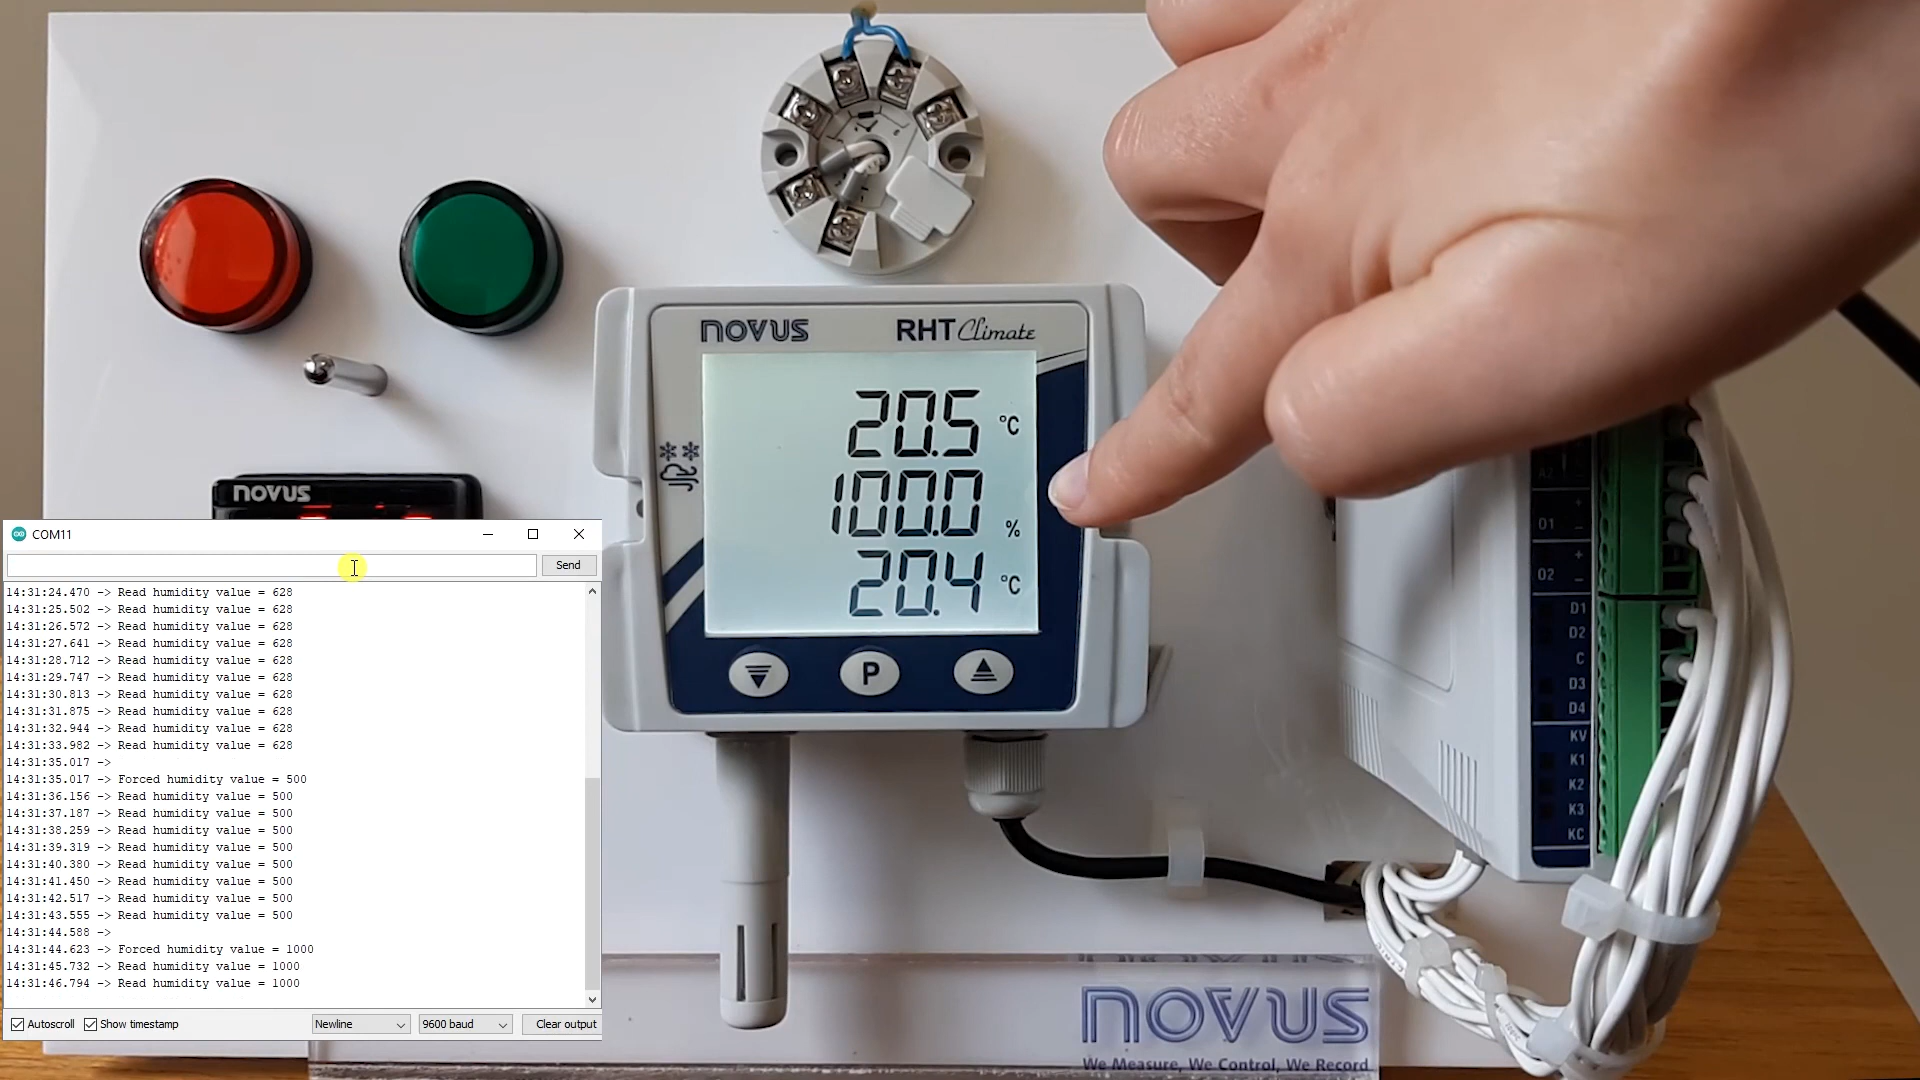 novus
RHT Climate
20.5 °C
100.0 %
20.4 °C
P
novus
COM11
Send
14:31:24.470 -> Read humidity value = 628
14:31:25.502 -> Read humidity value = 628
14:31:26.572 -> Read humidity value = 628
14:31:27.641 -> Read humidity value = 628
14:31:28.712 -> Read humidity value = 628
14:31:29.747 -> Read humidity value = 628
14:31:30.813 -> Read humidity value = 628
14:31:31.875 -> Read humidity value = 628
14:31:32.944 -> Read humidity value = 628
14:31:33.982 -> Read humidity value = 628
14:31:35.017 ->
14:31:35.017 -> Forced humidity value = 500
14:31:36.156 -> Read humidity value = 500
14:31:37.187 -> Read humidity value = 500
14:31:38.259 -> Read humidity value = 500
14:31:39.319 -> Read humidity value = 500
14:31:40.380 -> Read humidity value = 500
14:31:41.450 -> Read humidity value = 500
14:31:42.517 -> Read humidity value = 500
14:31:43.555 -> Read humidity value = 500
14:31:44.588 ->
14:31:44.623 -> Forced humidity value = 1000
14:31:45.732 -> Read humidity value = 1000
14:31:46.794 -> Read humidity value = 1000
Autoscroll Show timestamp Newline 9600 baud Clear output
A2
O1 + −
O2 + −
D1
D2
C
D3
D4
KV
K1
K2
K3
KC
novus
We Measure, We Control, We Record